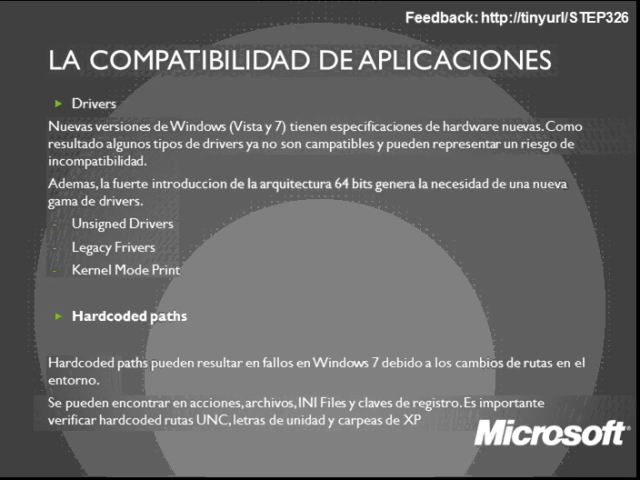 Feedback: http://tinyurl/STEP326
LA COMPATIBILIDAD DE APLICACIONES
Drivers
Nuevas versiones de Windows (Vista y 7) tienen especificaciones de hardware nuevas. Como
resultado algunos tipos de drivers ya no son campatibles y pueden representar un riesgo de
incompatibilidad.
Ademas, la fuerte introduccion de la arquitectura 64 bits genera la necesidad de una nueva
gama de drivers.
- Unsigned Drivers
- Legacy Frivers
- Kernel Mode Print
Hardcoded paths
Hardcoded paths pueden resultar en fallos en Windows 7 debido a los cambios de rutas en el
entorno.
Se pueden encontrar en acciones, archivos, INI Files y claves de registro. Es importante
verificar hardcoded rutas UNC, letras de unidad y carpeas de XP
Microsoft